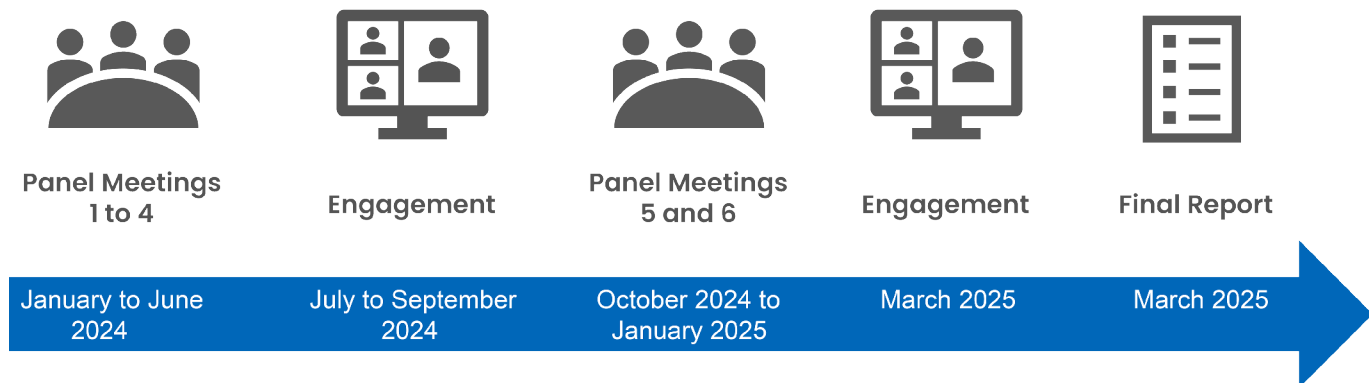 Panel Meetings
1 to 4
Engagement
Panel Meetings
5 and 6
Engagement
Final Report
January to June
2024
July to September
2024
October 2024 to
January 2025
March 2025
March 2025